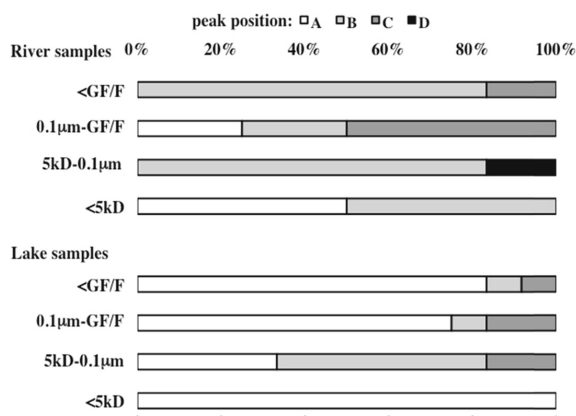 peak position: A B C D
River samples 0% 20% 40% 60% 80% 100%
<GF/F
0.1μm-GF/F
5kD-0.1μm
<5kD
Lake samples
<GF/F
0.1μm-GF/F
5kD-0.1μm
<5kD